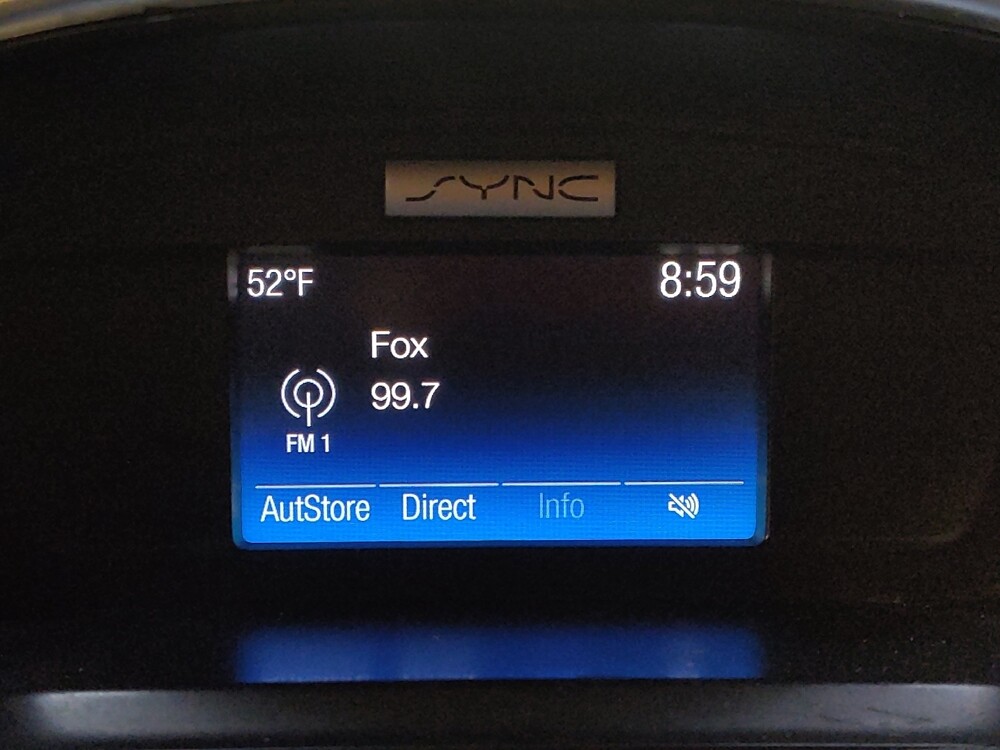 SYNC
52°F 8:59
Fox
99.7
FM 1
AutStore Direct Info